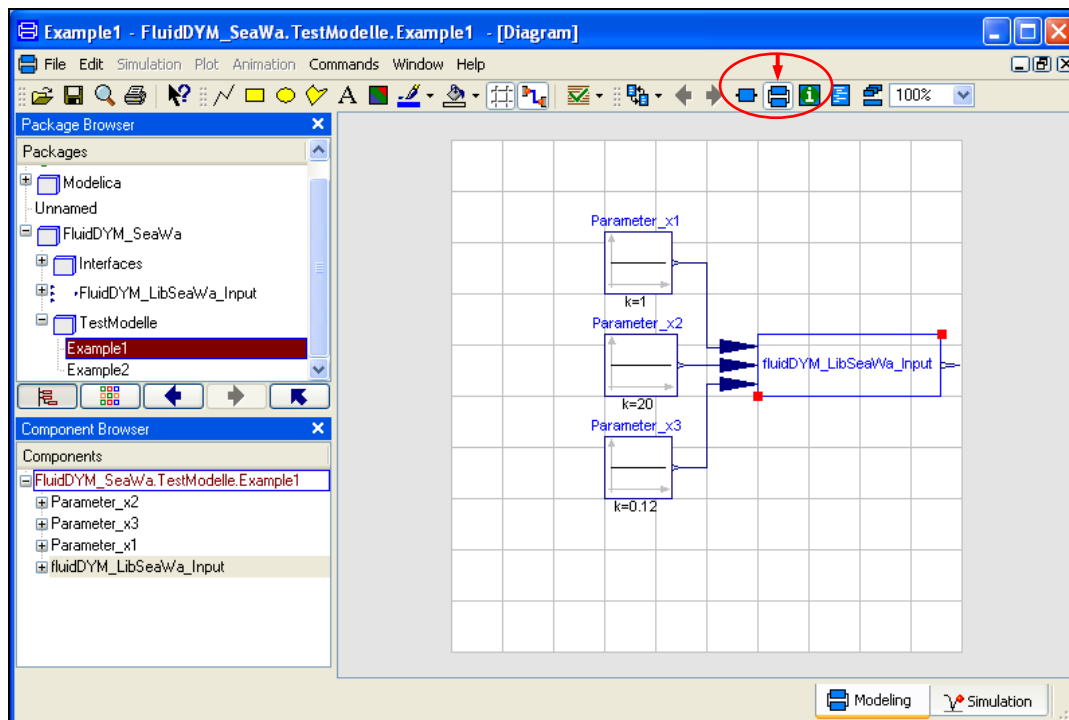 Example1 - FluidDYM_SeaWa.TestModelle.Example1 - [Diagram]
File Edit Simulation Plot Animation Commands Window Help
A 100%
Package Browser
Packages
Modelica
Unnamed
FluidDYM_SeaWa
Interfaces
FluidDYM_LibSeaWa_Input
TestModelle
Example1
Example2
Component Browser
Components
FluidDYM_SeaWa.TestModelle.Example1
Parameter_x2
Parameter_x3
Parameter_x1
fluidDYM_LibSeaWa_Input
Parameter_x1
k=1
Parameter_x2
fluidDYM_LibSeaWa_Input
k=20
Parameter_x3
k=0.12
Modeling Simulation